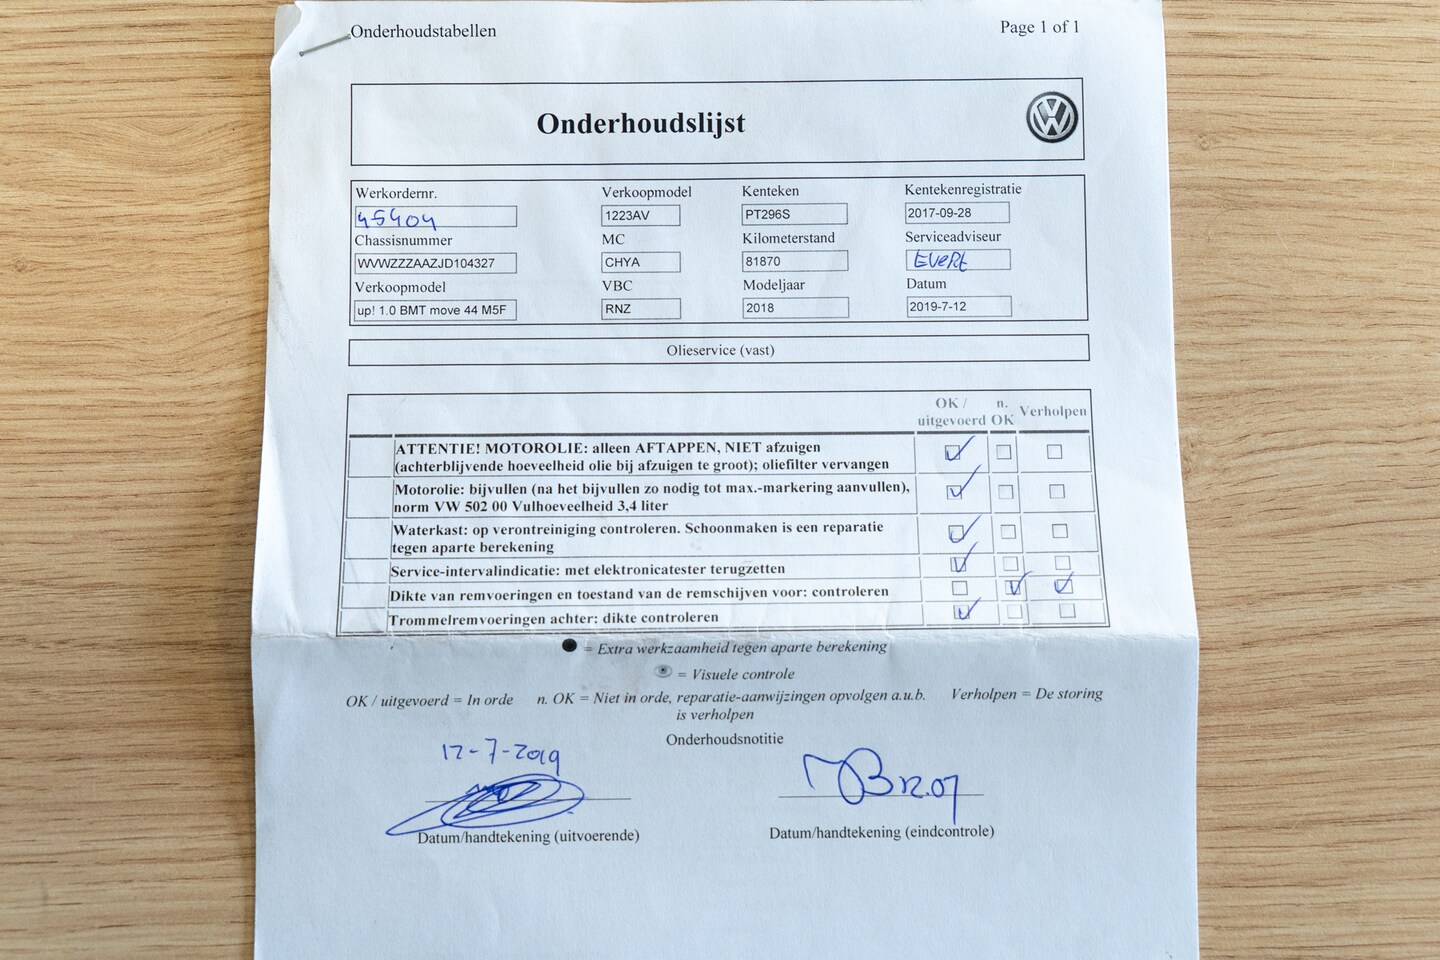 Onderhoudstabellen
Page 1 of 1
Onderhoudslijst
Werkordernr. Verkoopmodel Kenteken Kentekenregistratie
45404 1223AV PT296S 2017-09-28
Chassisnummer MC Kilometerstand Serviceadviseur
WVWZZZAAZJD104327 CHYA 81870 EVERT
Verkoopmodel VBC Modeljaar Datum
up! 1.0 BMT move 44 M5F RNZ 2018 2019-7-12
Olieservice (vast)
OK / n. Verholpen
uitgevoerd OK
ATTENTIE! MOTOROLIE: alleen AFTAPPEN, NIET afzuigen
(achterblijvende hoeveelheid olie bij afzuigen te groot); oliefilter vervangen
Motorolie: bijvullen (na het bijvullen zo nodig tot max.-markering aanvullen),
norm VW 502 00 Vulhoeveelheid 3,4 liter
Waterkast: op verontreiniging controleren. Schoonmaken is een reparatie
tegen aparte berekening
Service-intervalindicatie: met elektronicatester terugzetten
Dikte van remvoeringen en toestand van de remschijven voor: controleren
Trommelremvoeringen achter: dikte controleren
= Extra werkzaamheid tegen aparte berekening
= Visuele controle
OK / uitgevoerd = In orde n. OK = Niet in orde, reparatie-aanwijzingen opvolgen a.u.b. Verholpen = De storing
is verholpen
Onderhoudsnotitie
12-7-2019
Datum/handtekening (uitvoerende) Datum/handtekening (eindcontrole)